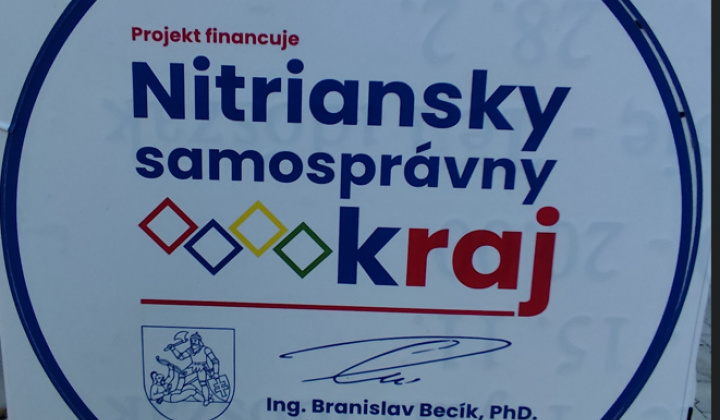 Projekt financuje
Nitriansky
samosprávny
kraj
Ing. Branislav Becík, PhD.